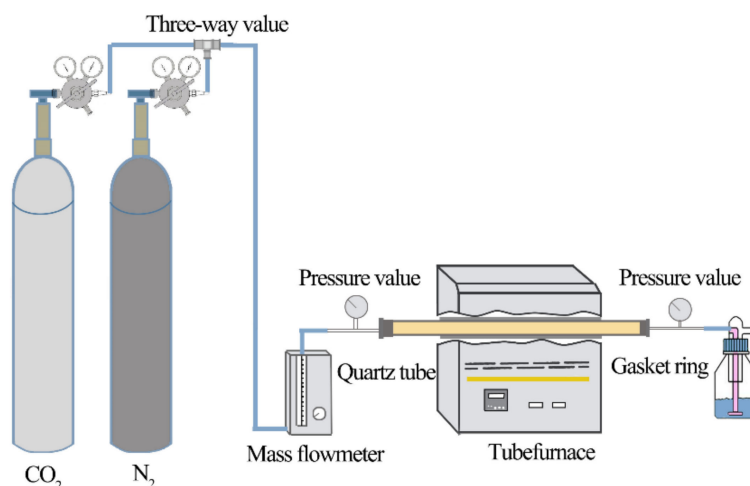 Three-way value
Pressure value
Pressure value
Quartz tube
Gasket ring
Mass flowmeter
Tubefurnace
CO₂
N₂